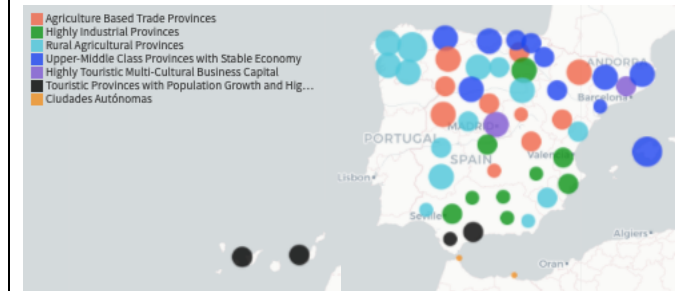 Agriculture Based Trade Provinces
Highly Industrial Provinces
Rural Agricultural Provinces
Upper-Middle Class Provinces with Stable Economy
Highly Touristic Multi-Cultural Business Capital
Touristic Provinces with Population Growth and Hig...
Ciudades Autónomas
ANDORRA
Barcelona
MADRID
PORTUGAL
SPAIN
Lisbon
Seville
Algiers
Oran